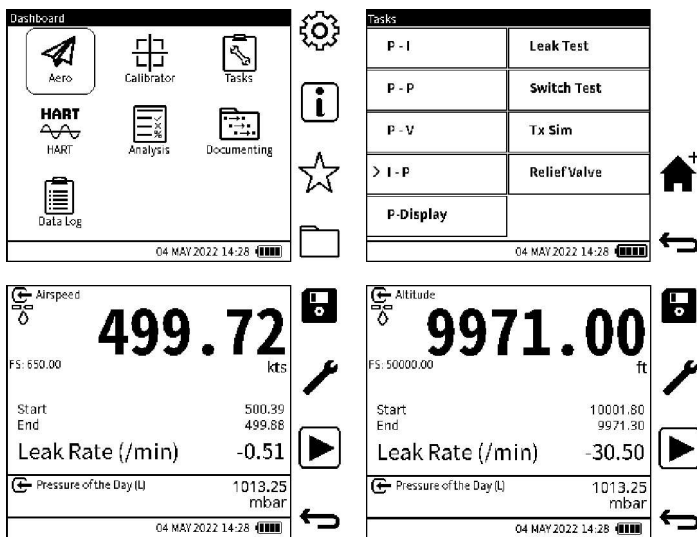 Dashboard
Aero
Calibrator
Tasks
HART
HART
Analysis
Documenting
Data Log
04 MAY 2022 14:28
Tasks
P - I
Leak Test
P - P
Switch Test
P - V
Tx Sim
> I - P
Relief Valve
P-Display
04 MAY 2022 14:28
Airspeed
499.72
FS: 650.00
kts
Start 500.39
End 499.88
Leak Rate (/min) -0.51
Pressure of the Day (L) 1013.25
mbar
04 MAY 2022 14:28
Altitude
9971.00
FS: 50000.00
ft
Start 10001.80
End 9971.30
Leak Rate (/min) -30.50
Pressure of the Day (L) 1013.25
mbar
04 MAY 2022 14:28